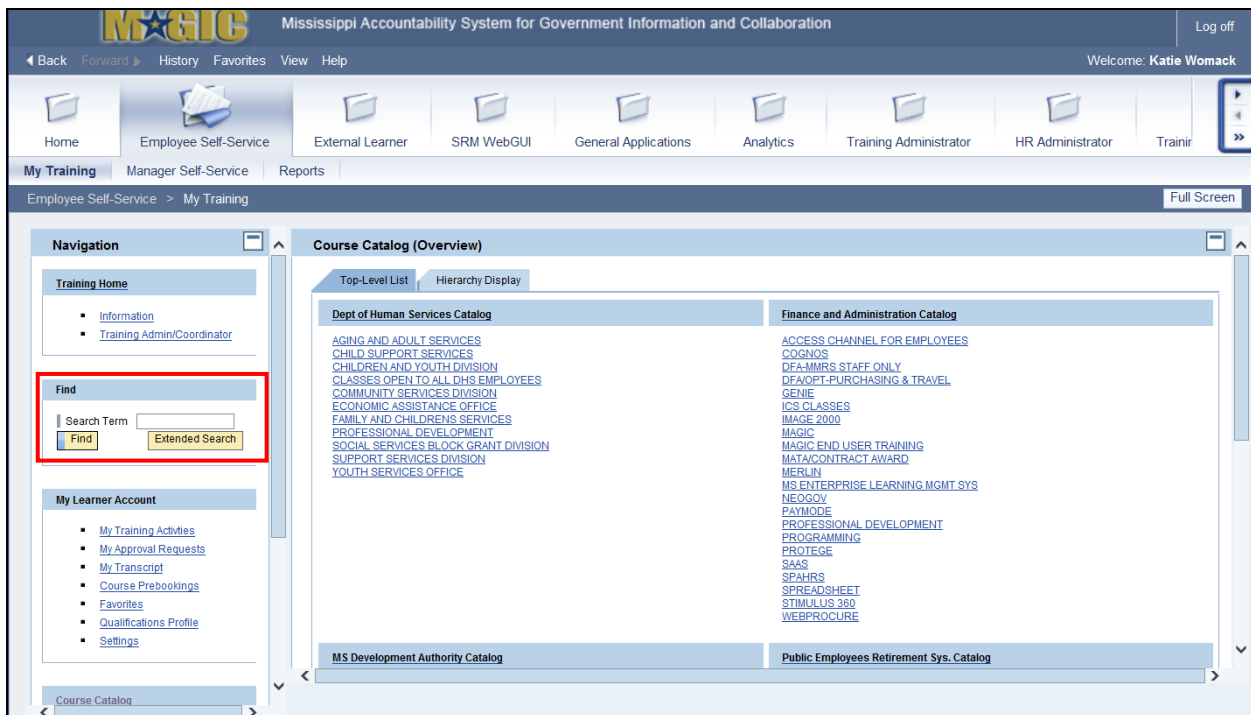 MAGIC Mississippi Accountability System for Government Information and Collaboration Log off
Back Forward History Favorites View Help Welcome: Katie Womack
Home Employee Self-Service External Learner SRM WebGUI General Applications Analytics Training Administrator HR Administrator Trainir
My Training Manager Self-Service Reports
Employee Self-Service > My Training Full Screen
Navigation
Training Home
Information
Training Admin/Coordinator
Find
Search Term
Find Extended Search
My Learner Account
My Training Activties
My Approval Requests
My Transcript
Course Prebookings
Favorites
Qualifications Profile
Settings
Course Catalog
Course Catalog (Overview)
Top-Level List Hierarchy Display
Dept of Human Services Catalog
AGING AND ADULT SERVICES
CHILD SUPPORT SERVICES
CHILDREN AND YOUTH DIVISION
CLASSES OPEN TO ALL DHS EMPLOYEES
COMMUNITY SERVICES DIVISION
ECONOMIC ASSISTANCE OFFICE
FAMILY AND CHILDRENS SERVICES
PROFESSIONAL DEVELOPMENT
SOCIAL SERVICES BLOCK GRANT DIVISION
SUPPORT SERVICES DIVISION
YOUTH SERVICES OFFICE
Finance and Administration Catalog
ACCESS CHANNEL FOR EMPLOYEES
COGNOS
DFA-MMRS STAFF ONLY
DFA/OPT-PURCHASING & TRAVEL
GENIE
ICS CLASSES
IMAGE 2000
MAGIC
MAGIC END USER TRAINING
MATA/CONTRACT AWARD
MERLIN
MS ENTERPRISE LEARNING MGMT SYS
NEOGOV
PAYMODE
PROFESSIONAL DEVELOPMENT
PROGRAMMING
PROTEGE
SAAS
SPAHRS
SPREADSHEET
STIMULUS 360
WEBPROCURE
MS Development Authority Catalog
Public Employees Retirement Sys. Catalog